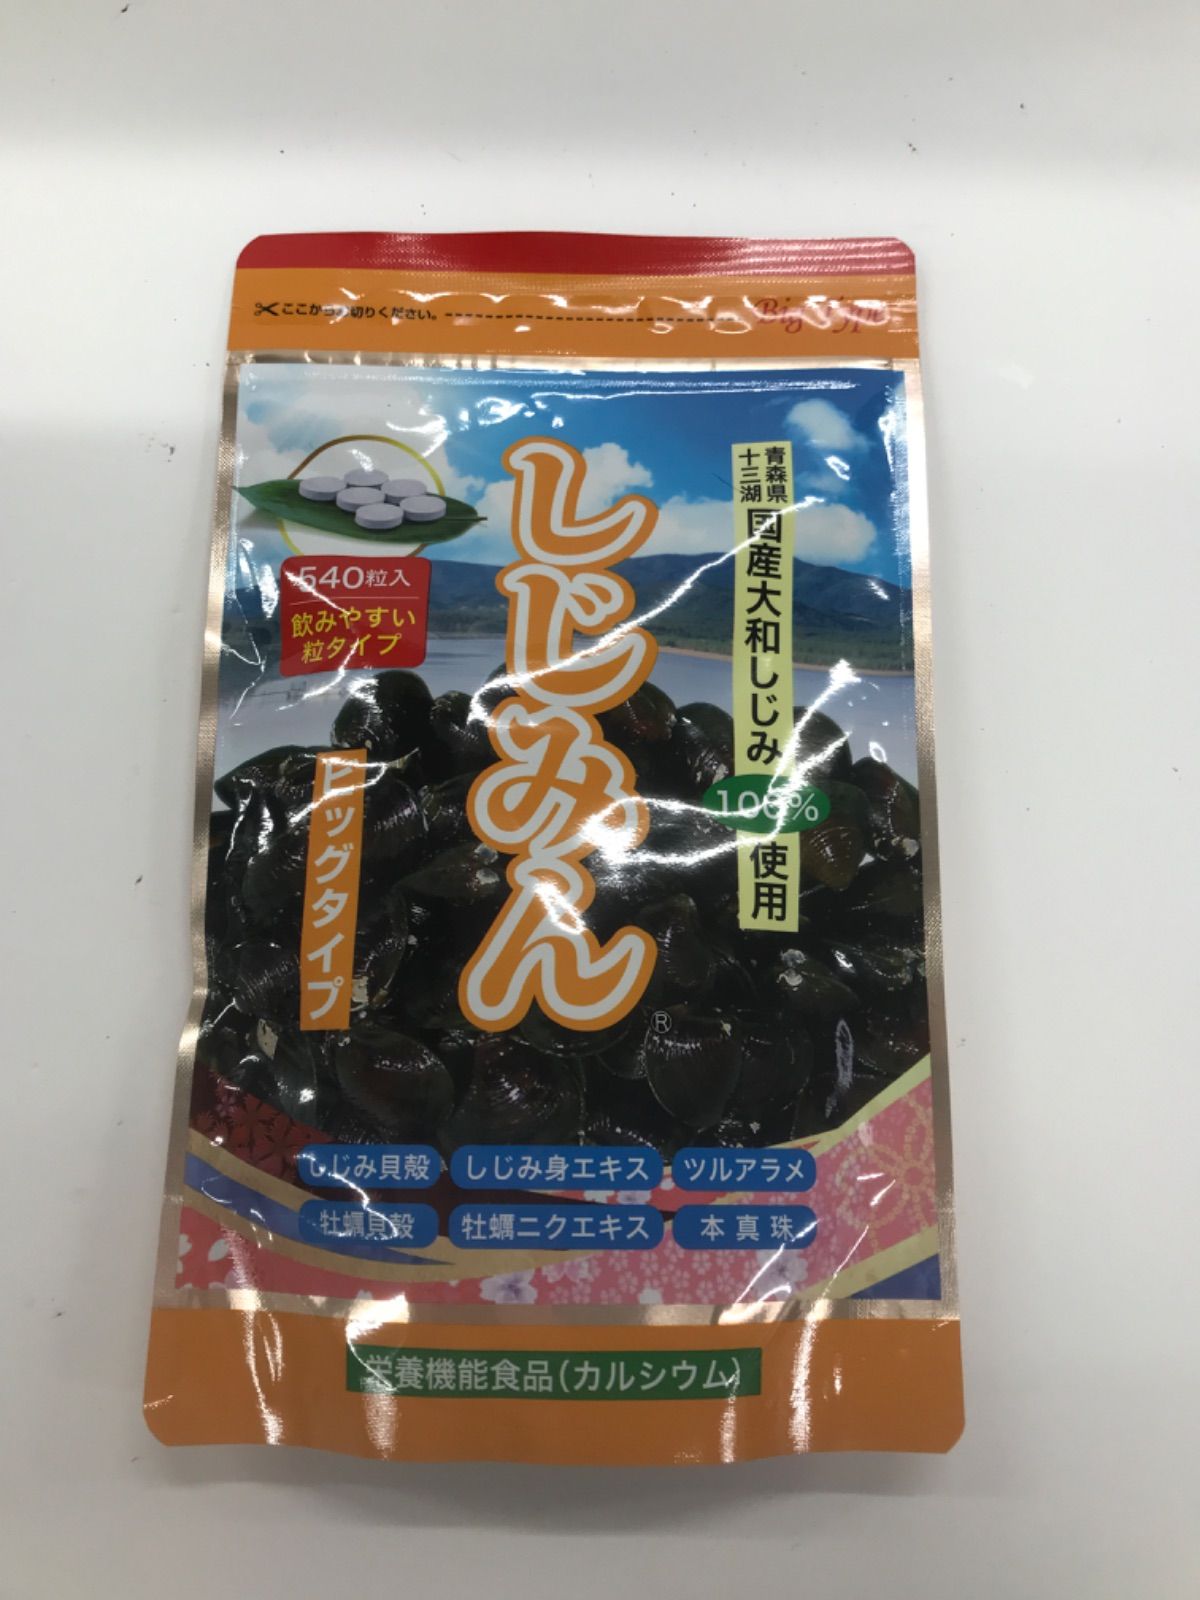 ここからお切りください。
Big Type
青森県
十三湖
国産大和しじみ
100%
使用
しじみん
®
540粒入
飲みやすい
粒タイプ
ビッグタイプ
しじみ貝殻 しじみ身エキス ツルアラメ
牡蠣貝殻 牡蠣ニクエキス 本真珠
栄養機能食品(カルシウム)